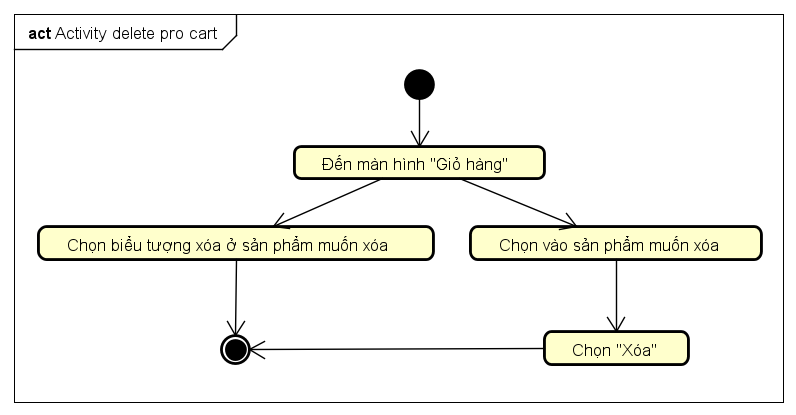 act Activity delete pro cart
Đến màn hình "Giỏ hàng"
Chọn biểu tượng xóa ở sản phẩm muốn xóa
Chọn vào sản phẩm muốn xóa
Chọn "Xóa"